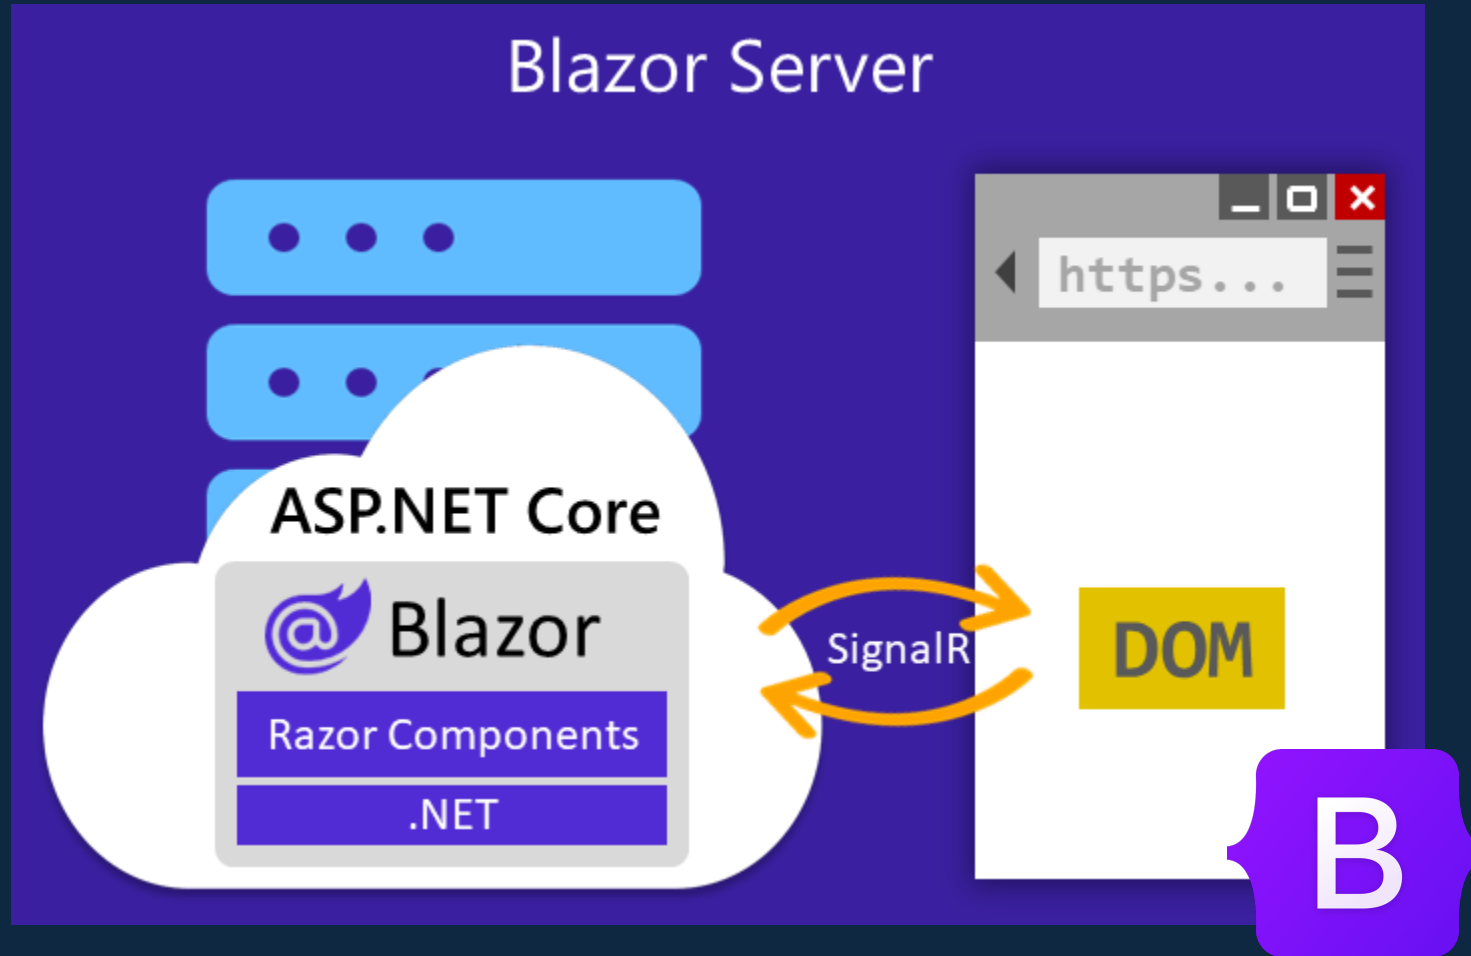 Blazor Server
https...
ASP.NET Core
@ Blazor
Razor Components
.NET
SignalR
DOM
B